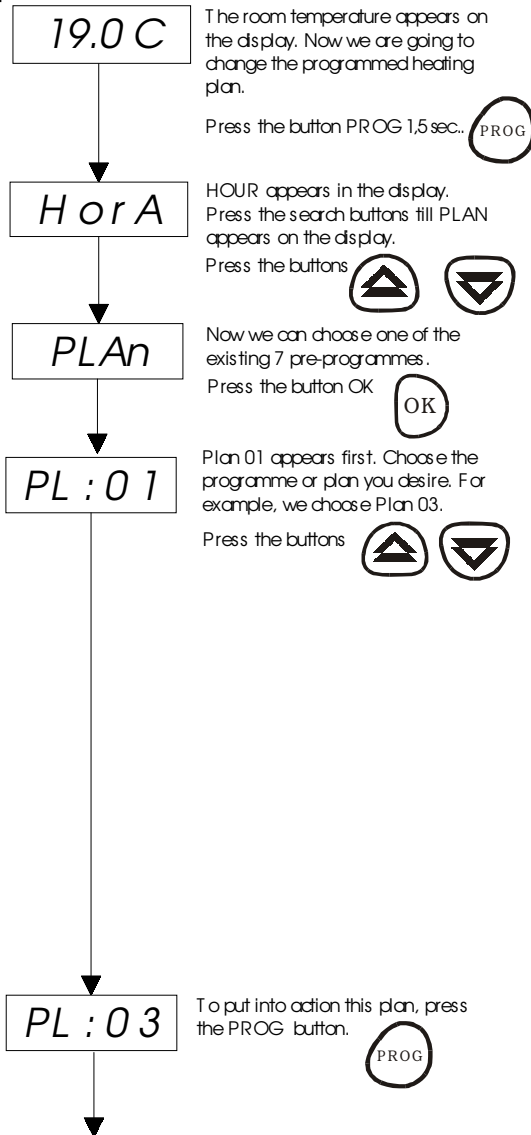 19.0 C
The room temperature appears on
the display. Now we are going to
change the programmed heating
plan.
Press the button PROG 1,5 sec..
PROG
HorA
HOUR appears in the display.
Press the search buttons till PLAN
appears on the display.
Press the buttons
PLAn
Now we can choose one of the
existing 7 pre-programmes.
Press the button OK
OK
PL:01
Plan 01 appears first. Choose the
programme or plan you desire. For
example, we choose Plan 03.
Press the buttons
PL:03
To put into action this plan, press
the PROG button.
PROG